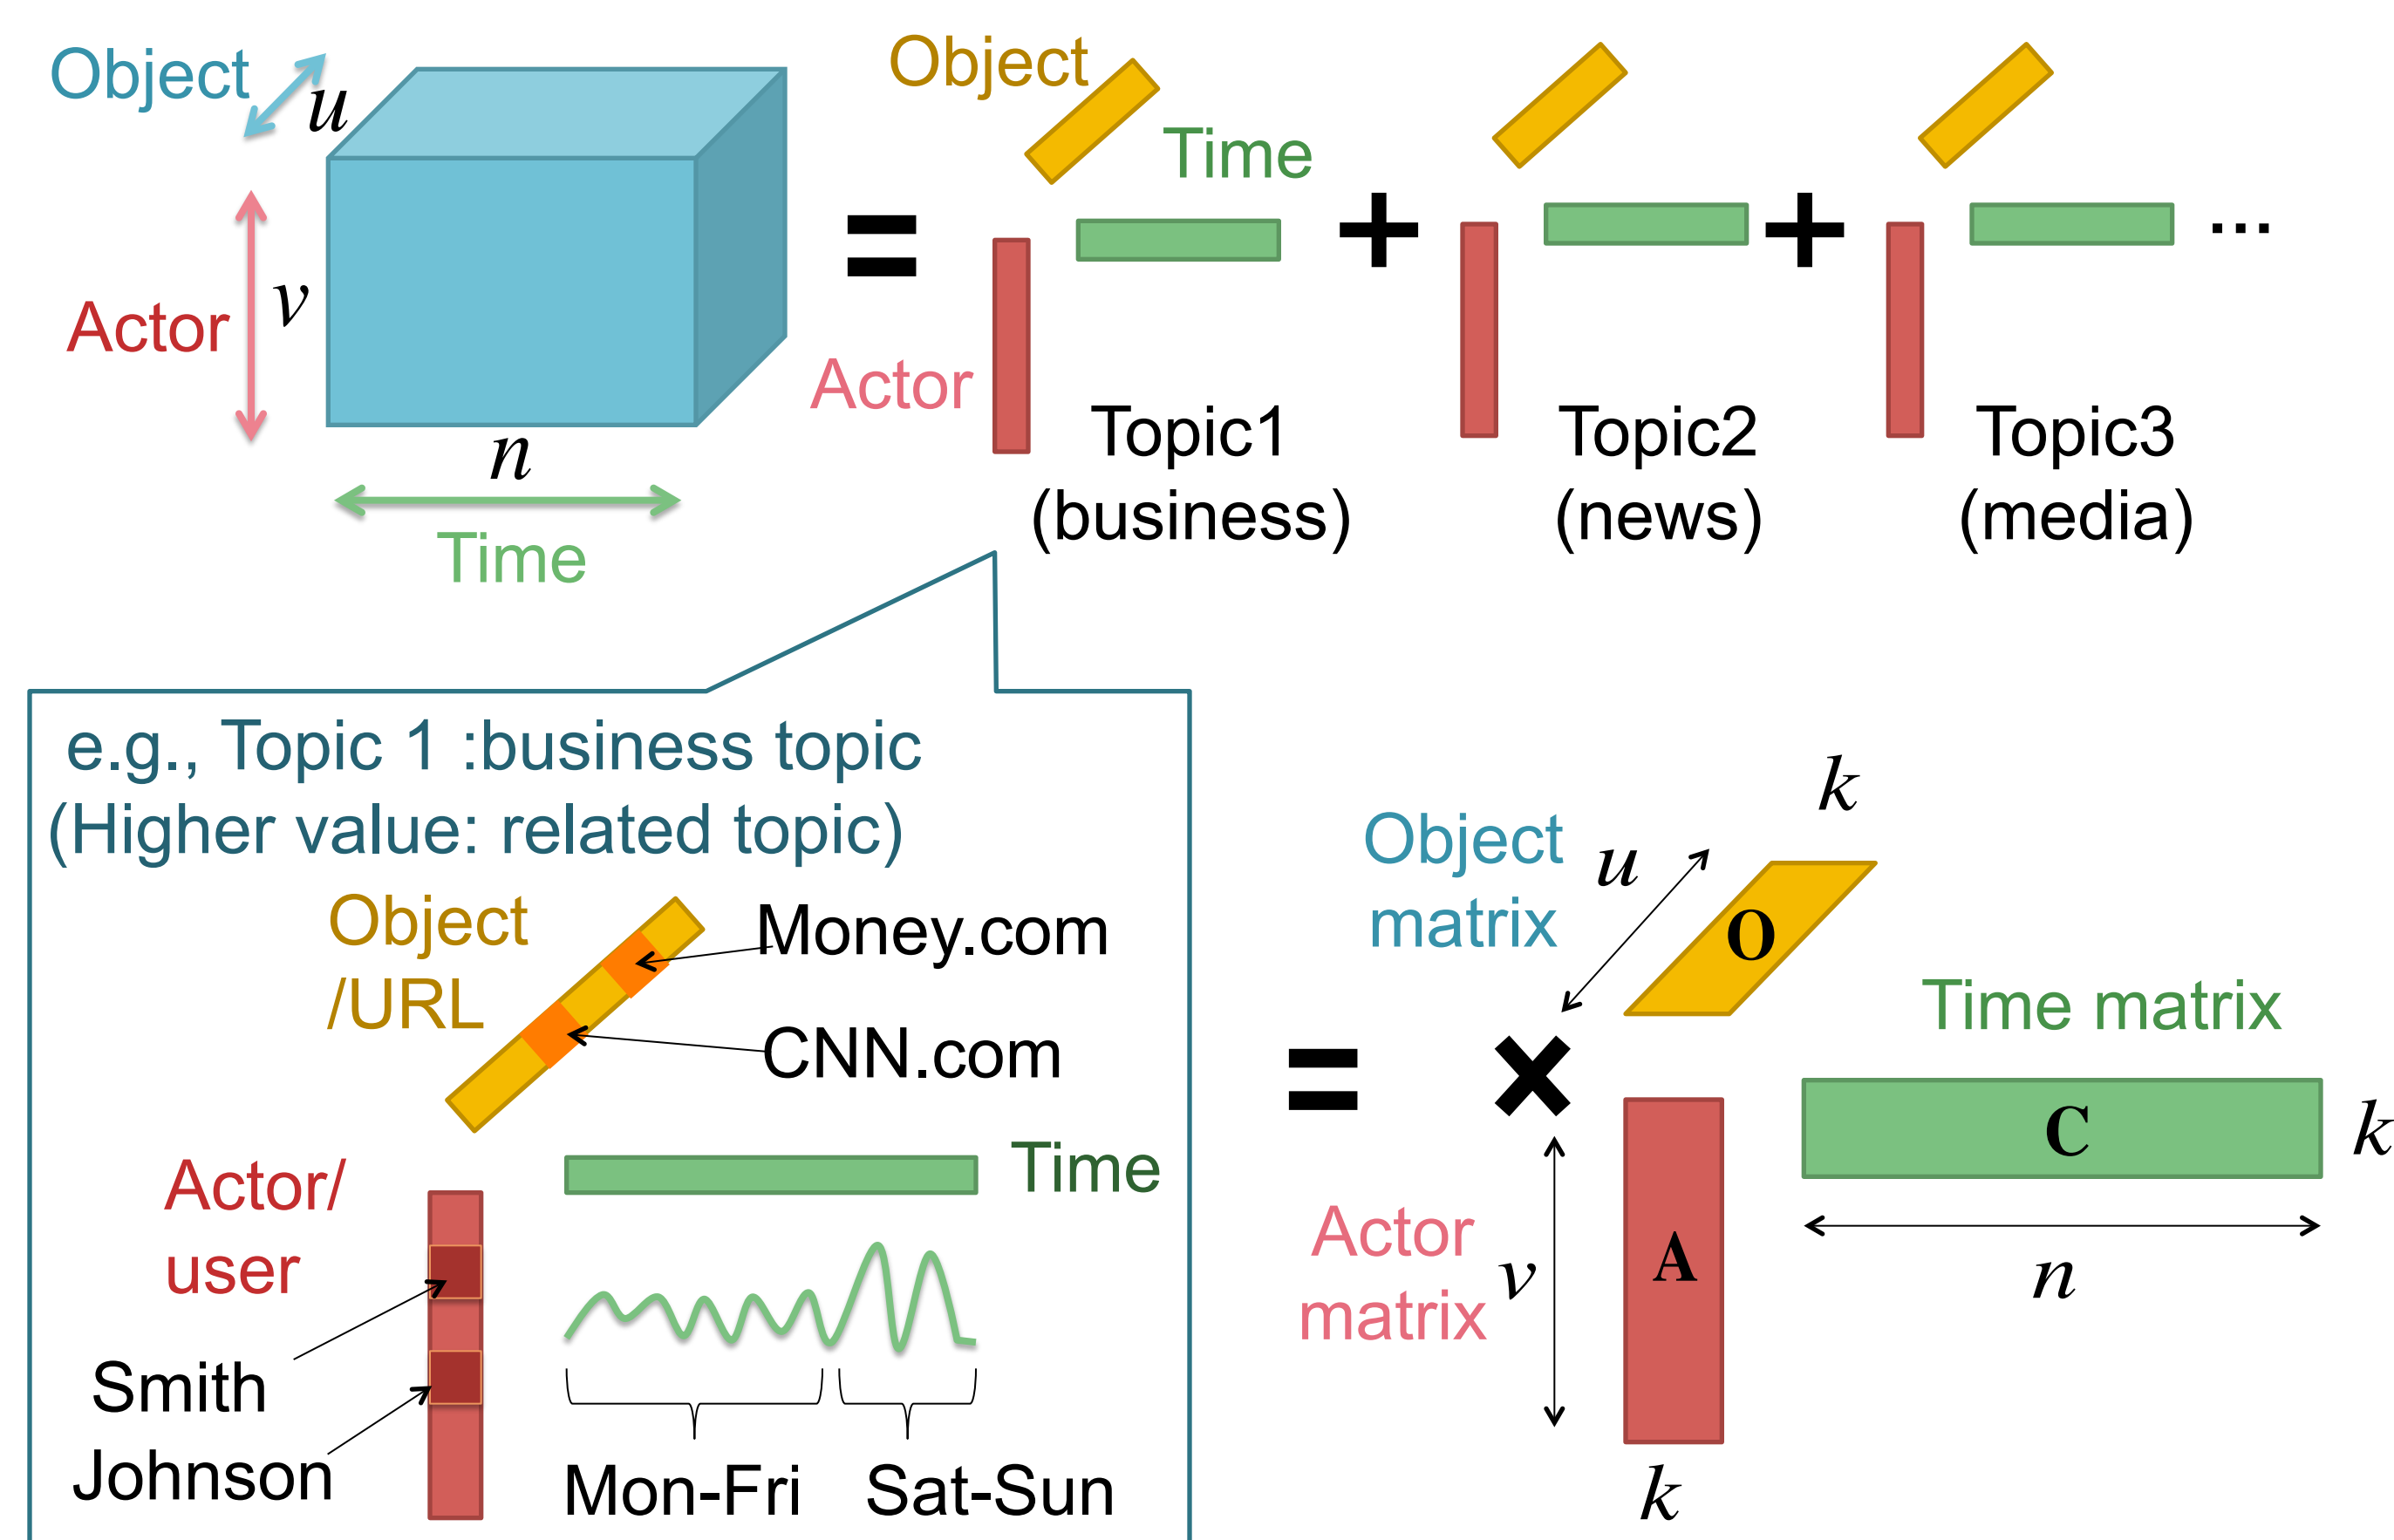 Object
u
Actor
v
n
Time
=
Object
Time
Actor
+
+
...
Topic1
(business)
Topic2
(news)
Topic3
(media)
e.g., Topic 1 :business topic
(Higher value: related topic)
Object
/URL
Money.com
CNN.com
Time
Actor/
user
Smith
Johnson
Mon-Fri
Sat-Sun
=
×
Object
matrix
u
k
O
Time matrix
C
k
n
Actor
matrix
v
A
k